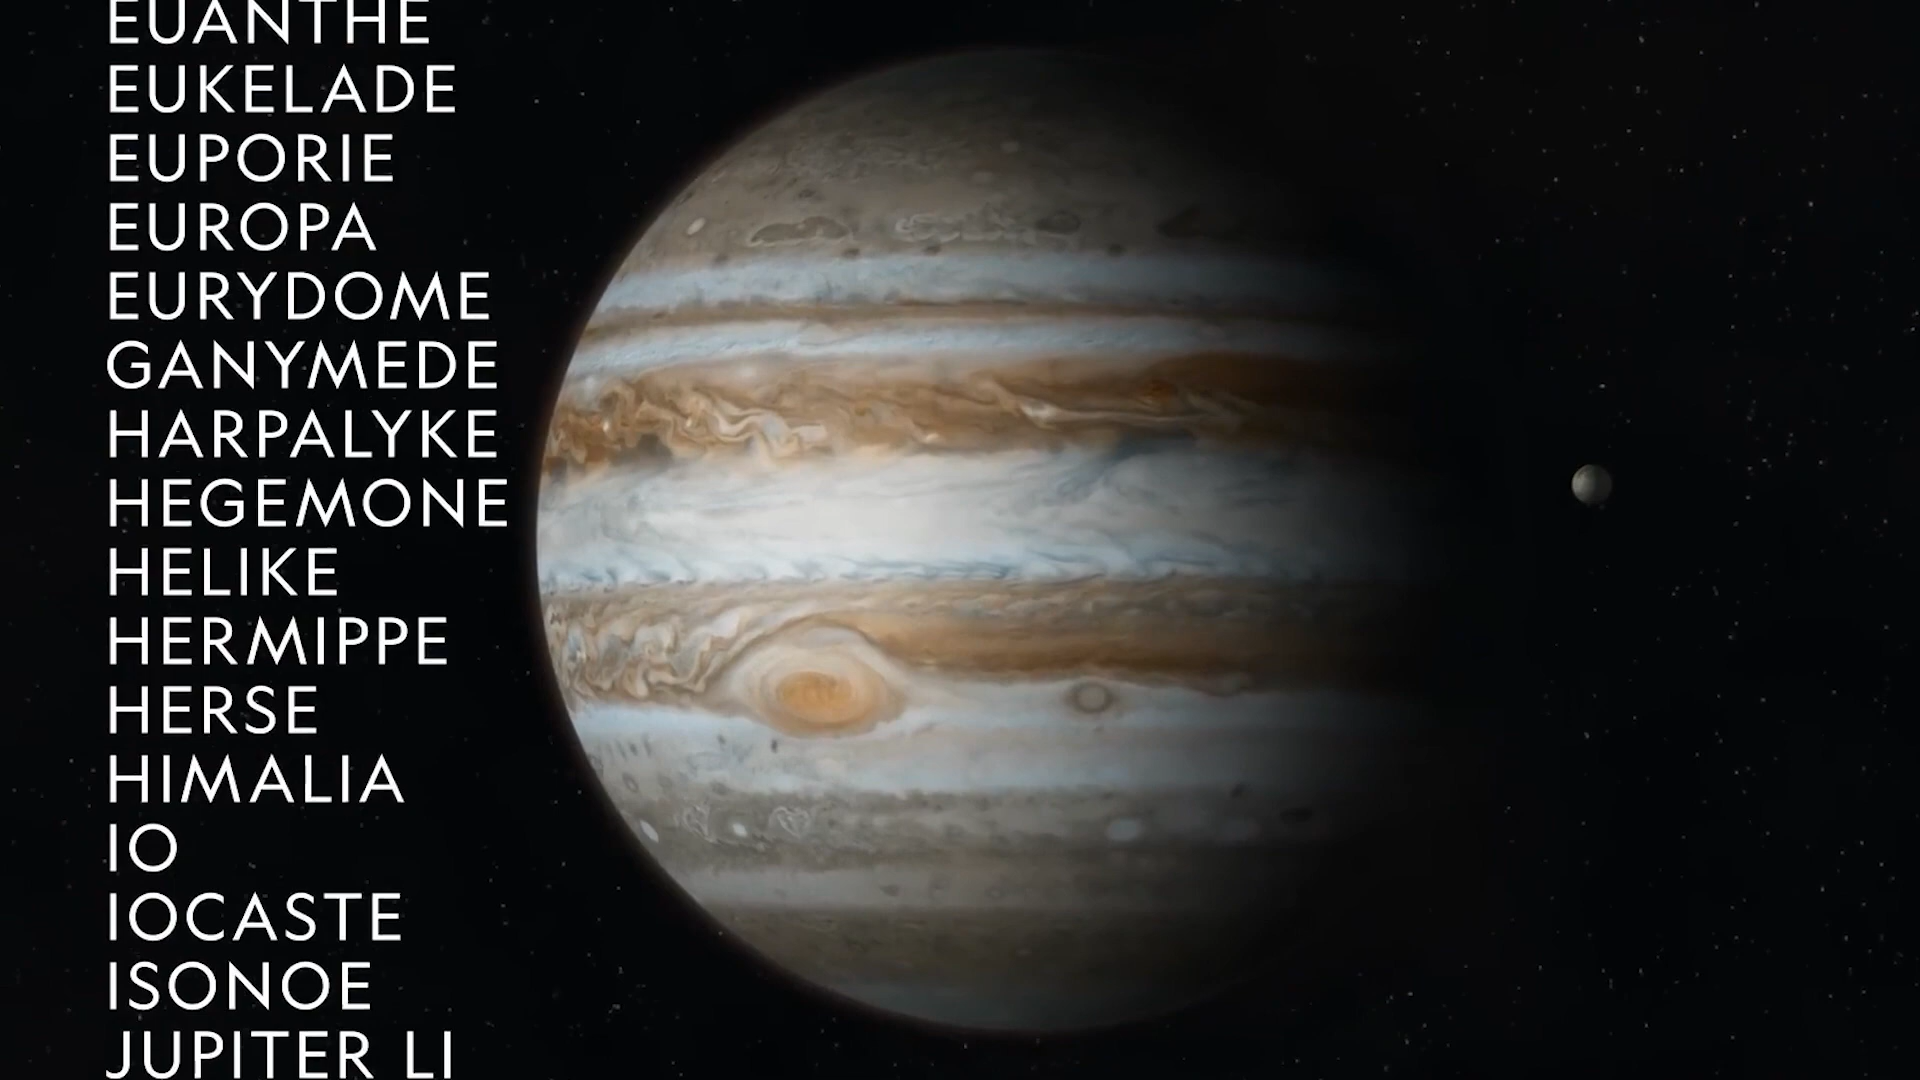 EUANTHE
EUKELADE
EUPORIE
EUROPA
EURYDOME
GANYMEDE
HARPALYKE
HEGEMONE
HELIKE
HERMIPPE
HERSE
HIMALIA
IO
IOCASTE
ISONOE
JUPITER LI